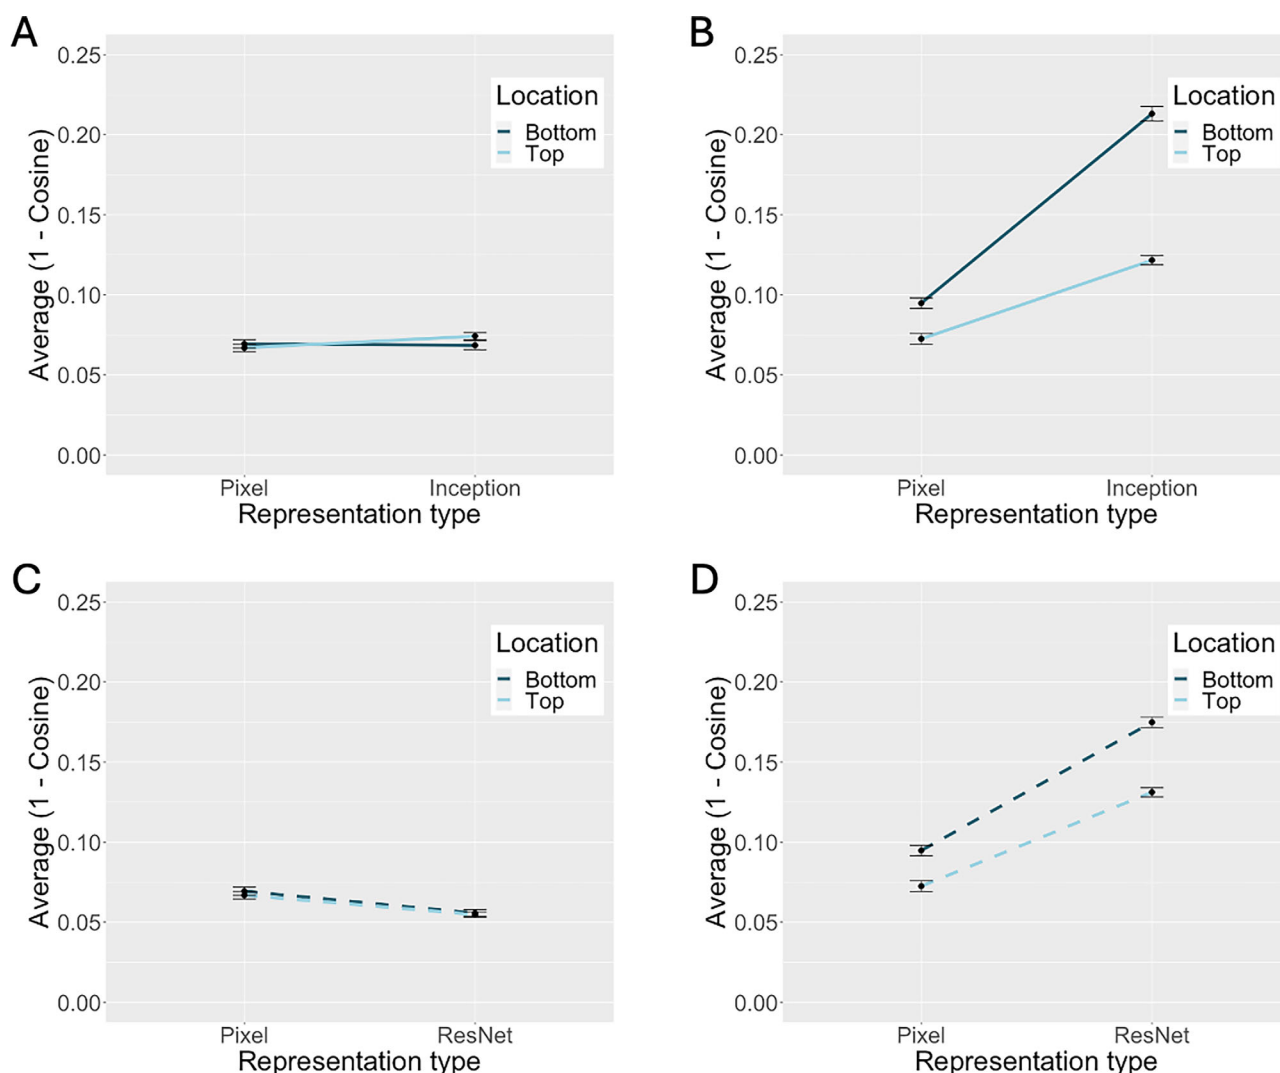 A
Average (1 - Cosine)
0.25
0.20
0.15
0.10
0.05
0.00
Location
Bottom
Top
Pixel
Inception
Representation type
B
Average (1 - Cosine)
0.25
0.20
0.15
0.10
0.05
0.00
Location
Bottom
Top
Pixel
Inception
Representation type
C
Average (1 - Cosine)
0.25
0.20
0.15
0.10
0.05
0.00
Location
Bottom
Top
Pixel
ResNet
Representation type
D
Average (1 - Cosine)
0.25
0.20
0.15
0.10
0.05
0.00
Location
Bottom
Top
Pixel
ResNet
Representation type